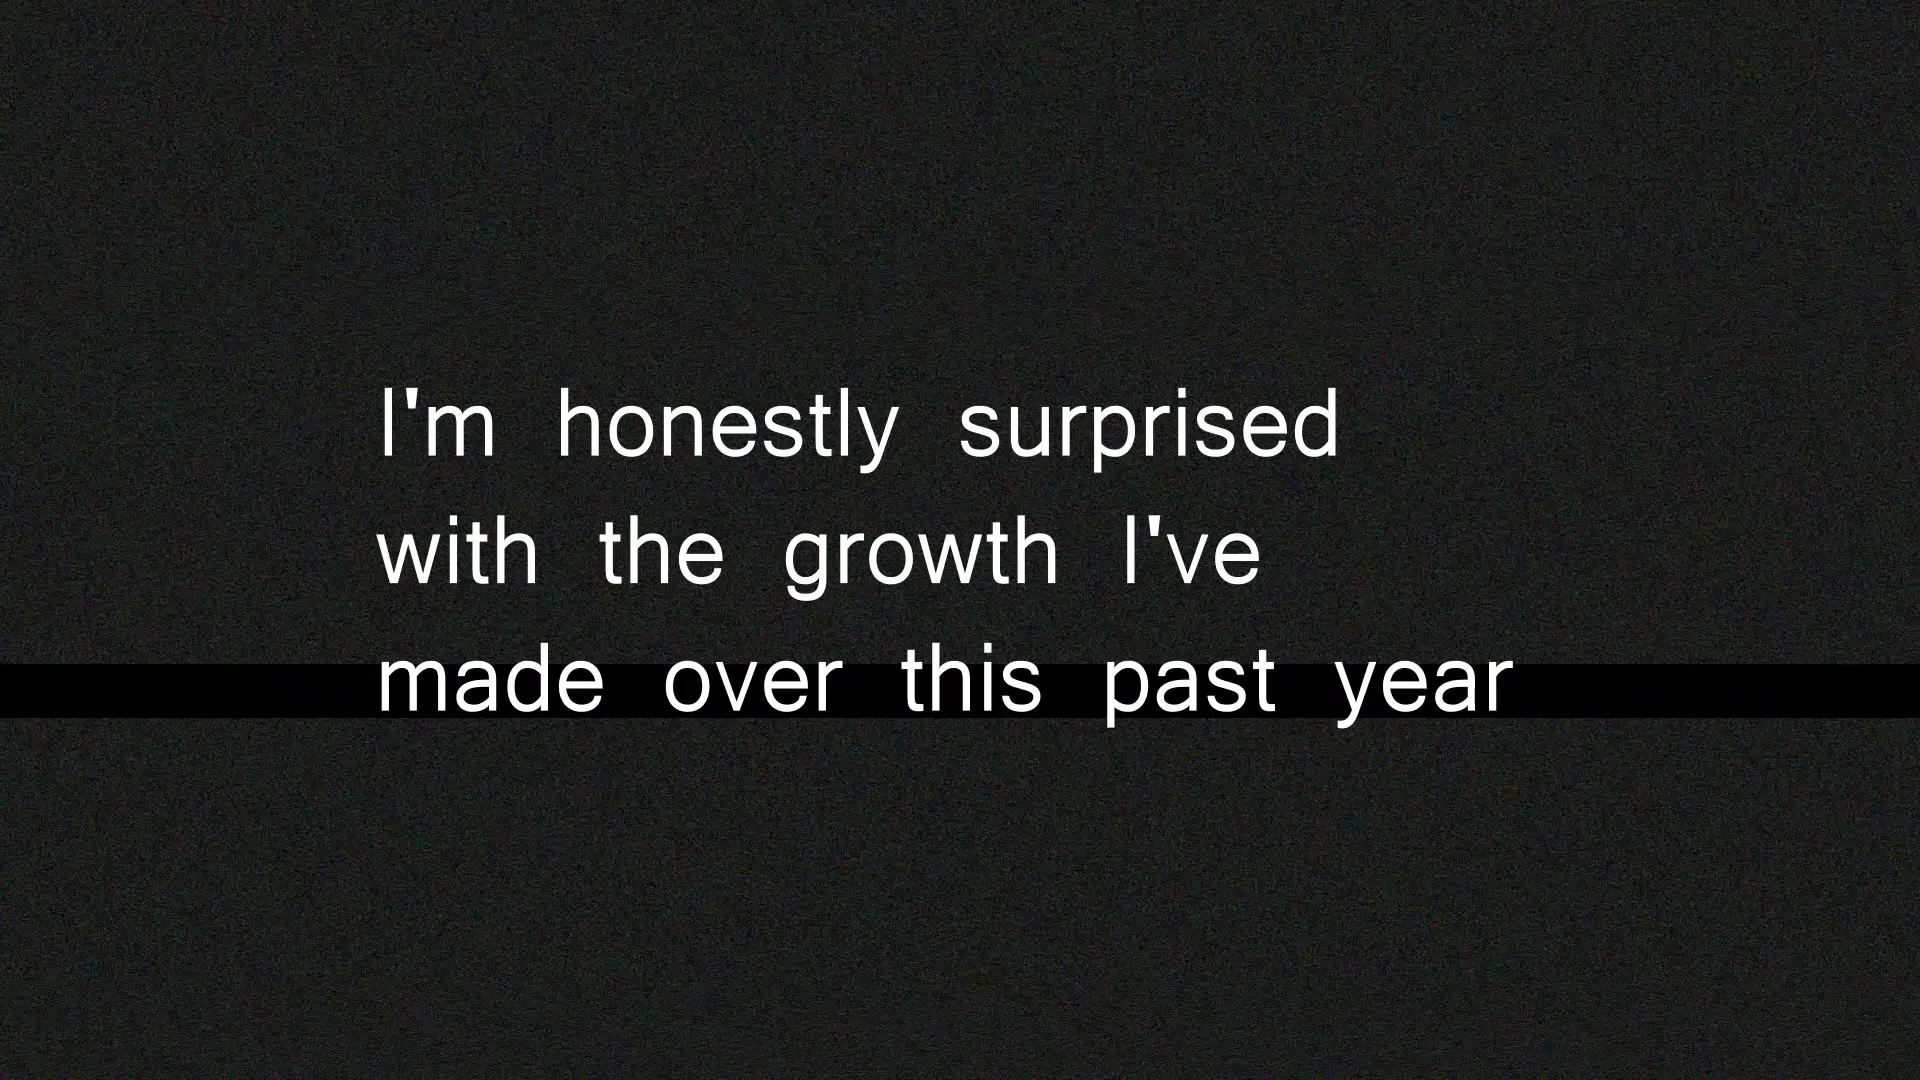 I'm honestly surprised
with the growth I've
made over this past year